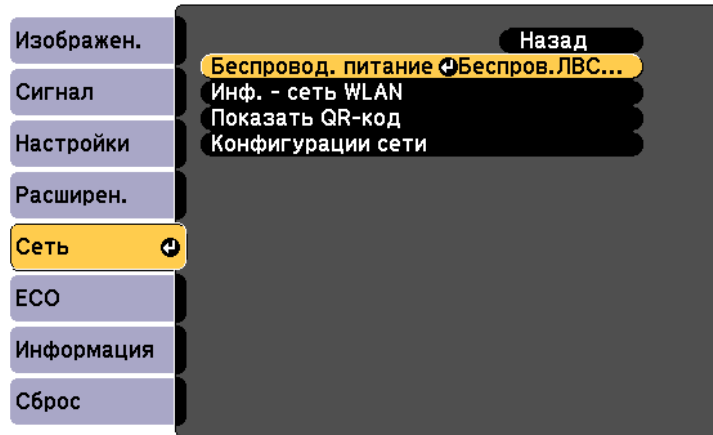 Изображен.
Сигнал
Настройки
Расширен.
Сеть
ECO
Информация
Сброс
Назад
Беспровод. питание Беспров.ЛВС...
Инф. - сеть WLAN
Показать QR-код
Конфигурации сети